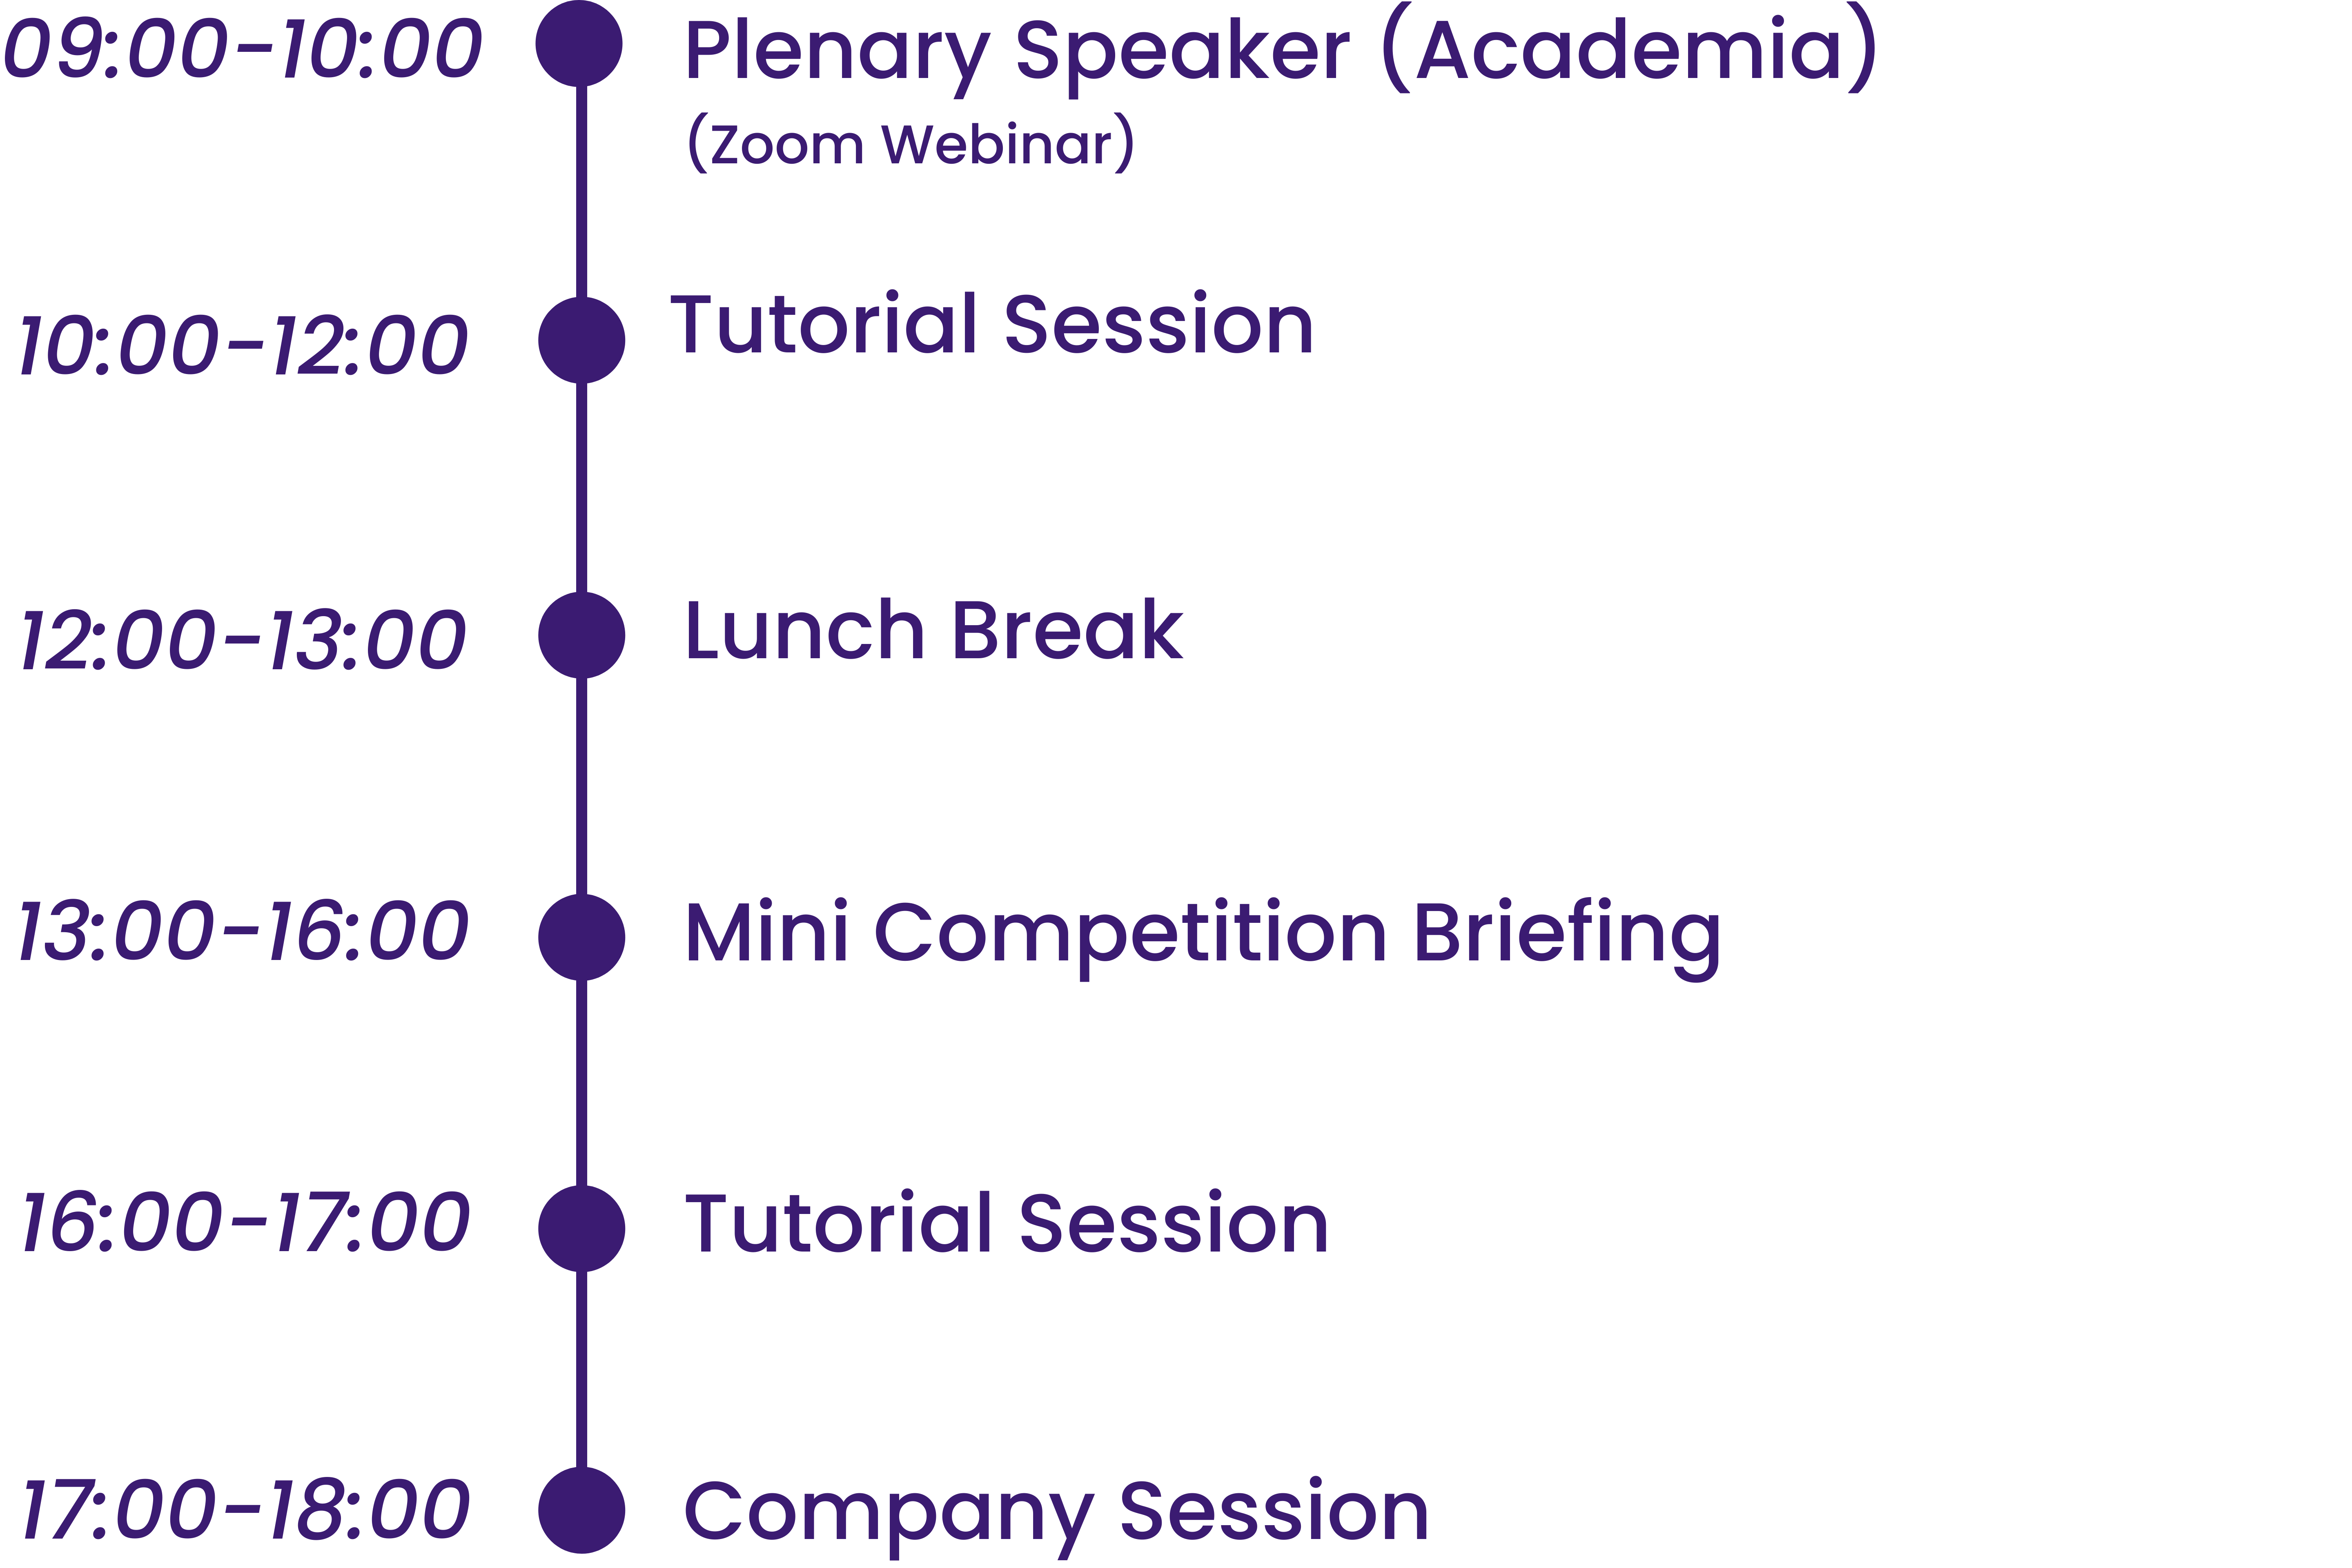 09:00-10:00 Plenary Speaker (Academia)
(Zoom Webinar)
10:00-12:00 Tutorial Session
12:00-13:00 Lunch Break
13:00-16:00 Mini Competition Briefing
16:00-17:00 Tutorial Session
17:00-18:00 Company Session